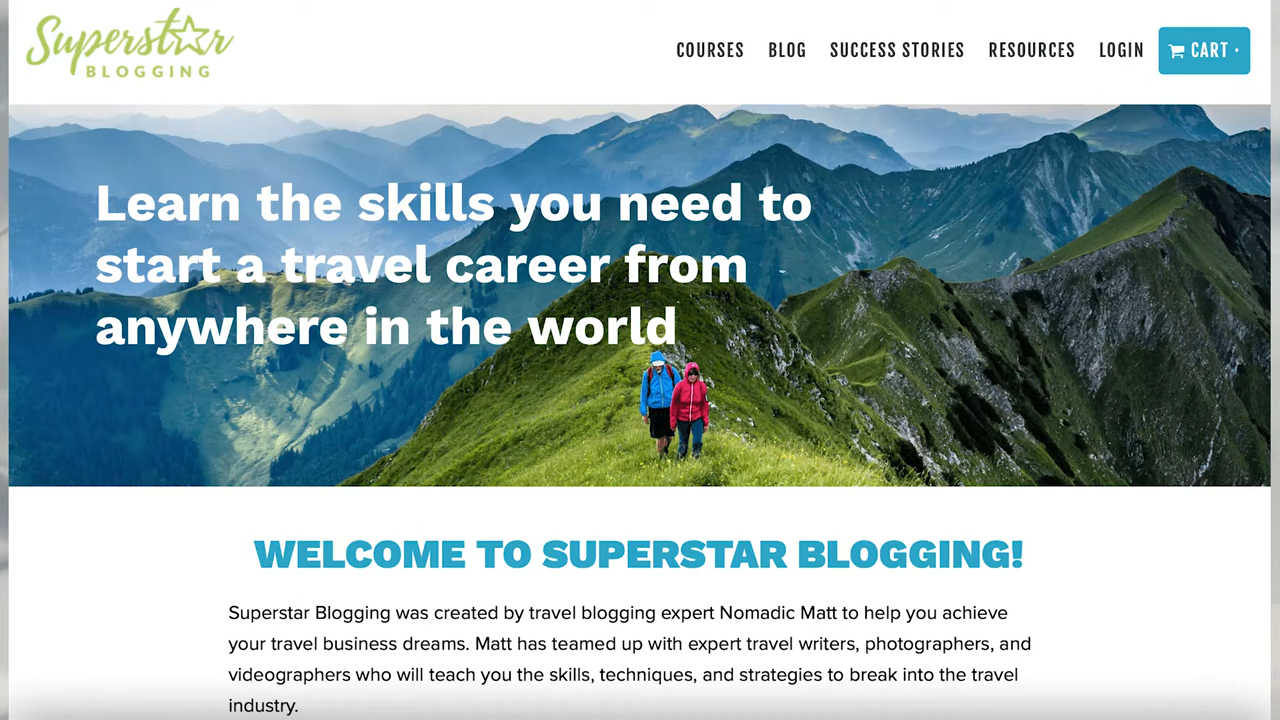 Superstar
BLOGGING
COURSES BLOG SUCCESS STORIES RESOURCES LOGIN CART
Learn the skills you need to
start a travel career from
anywhere in the world
WELCOME TO SUPERSTAR BLOGGING!
Superstar Blogging was created by travel blogging expert Nomadic Matt to help you achieve
your travel business dreams. Matt has teamed up with expert travel writers, photographers, and
videographers who will teach you the skills, techniques, and strategies to break into the travel
industry.